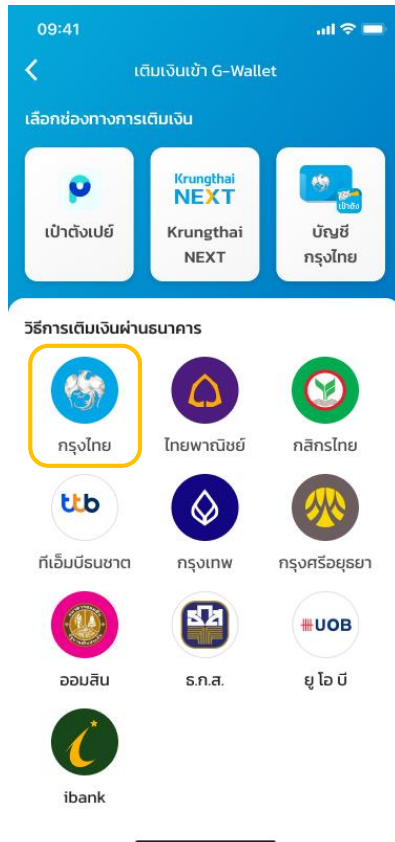 09:41
เติมเงินเข้า G-Wallet
เลือกช่องทางการเติมเงิน
Krungthai
NEXT
เป๋าตัง
เป๋าตังเปย์
Krungthai
NEXT
บัญชี
กรุงไทย
วิธีการเติมเงินผ่านธนาคาร
กรุงไทย
ไทยพาณิชย์
กสิกรไทย
ttb
ทีเอ็มบีธนชาต
กรุงเทพ
กรุงศรีอยุธยา
UOB
ออมสิน
ธ.ก.ส.
ยู โอ บี
ibank